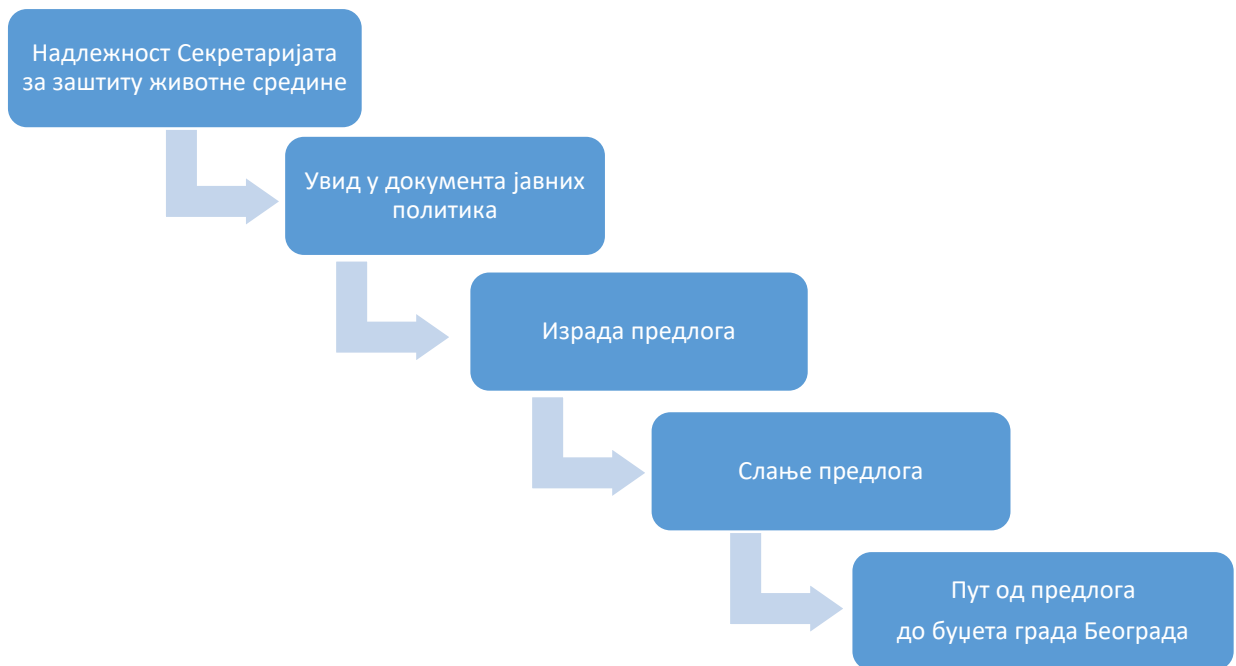 Надлежност Секретаријата
за заштиту животне средине
Увид у документа јавних
политика
Израда предлога
Слање предлога
Пут од предлога
до буџета града Београда